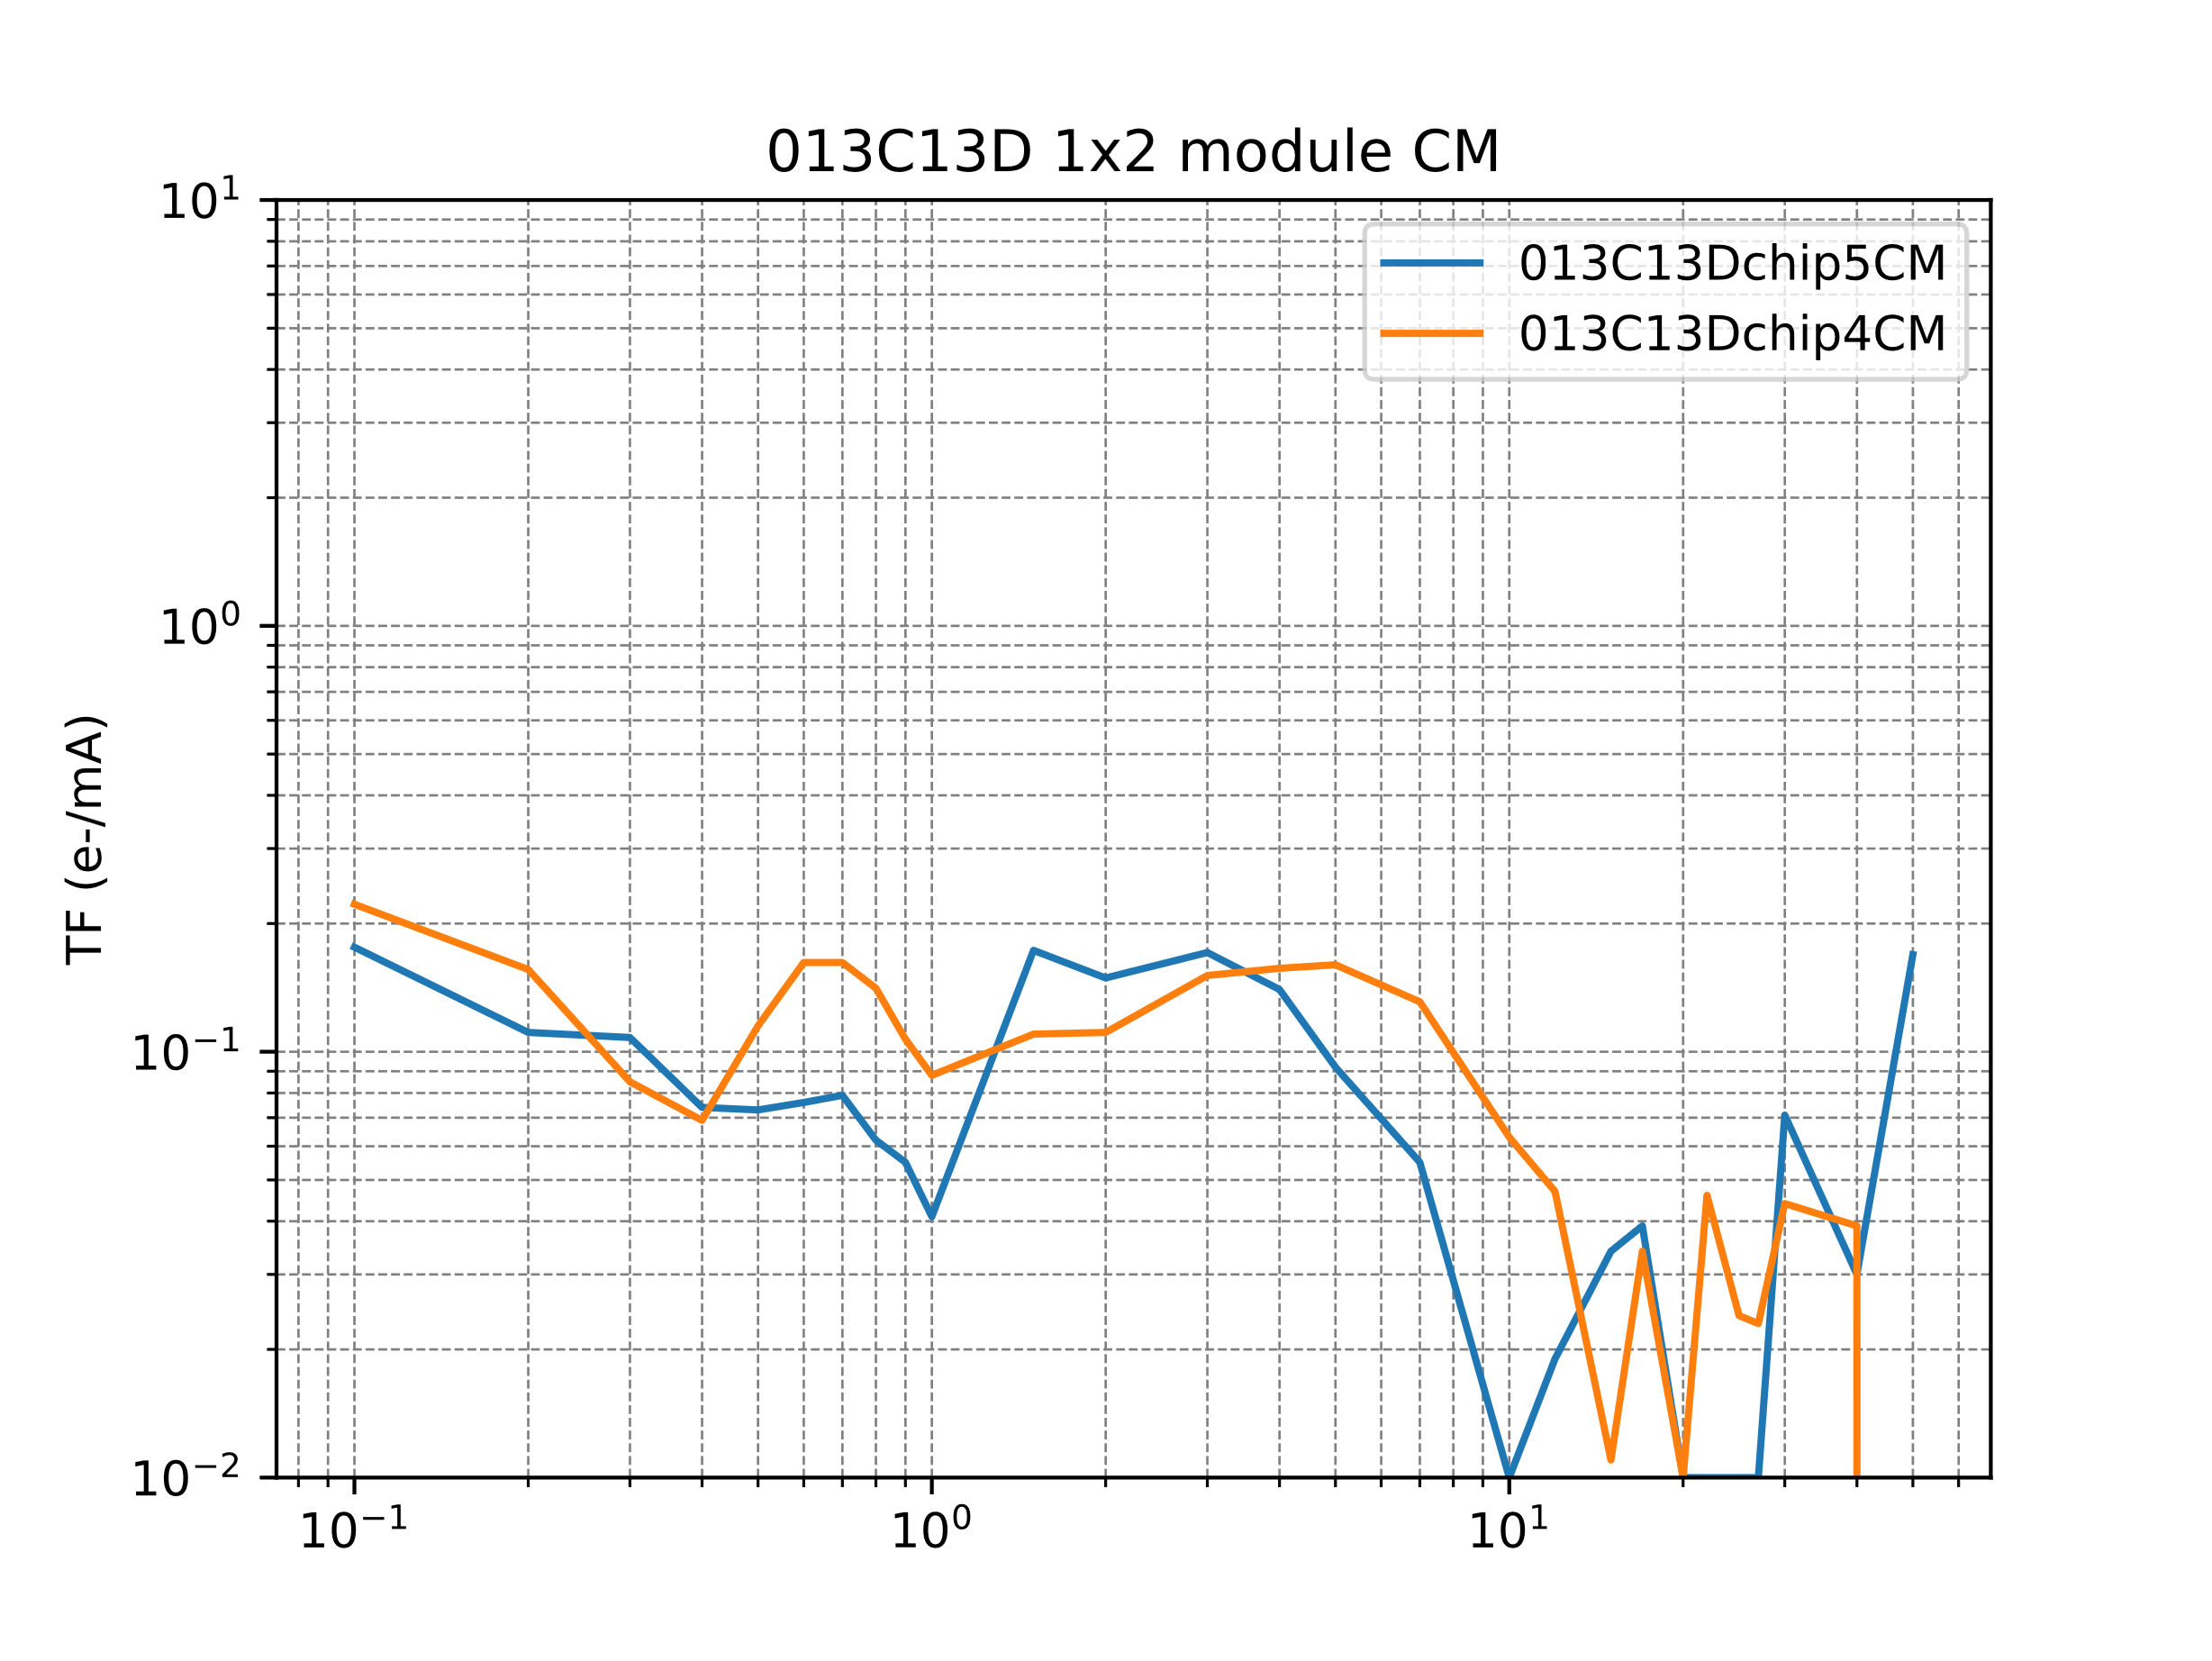 013C13D 1x2 module CM
013C13Dchip5CM
013C13Dchip4CM
TF (e-/mA)
10¹
10⁰
10⁻¹
10⁻²
10⁻¹ 10⁰ 10¹